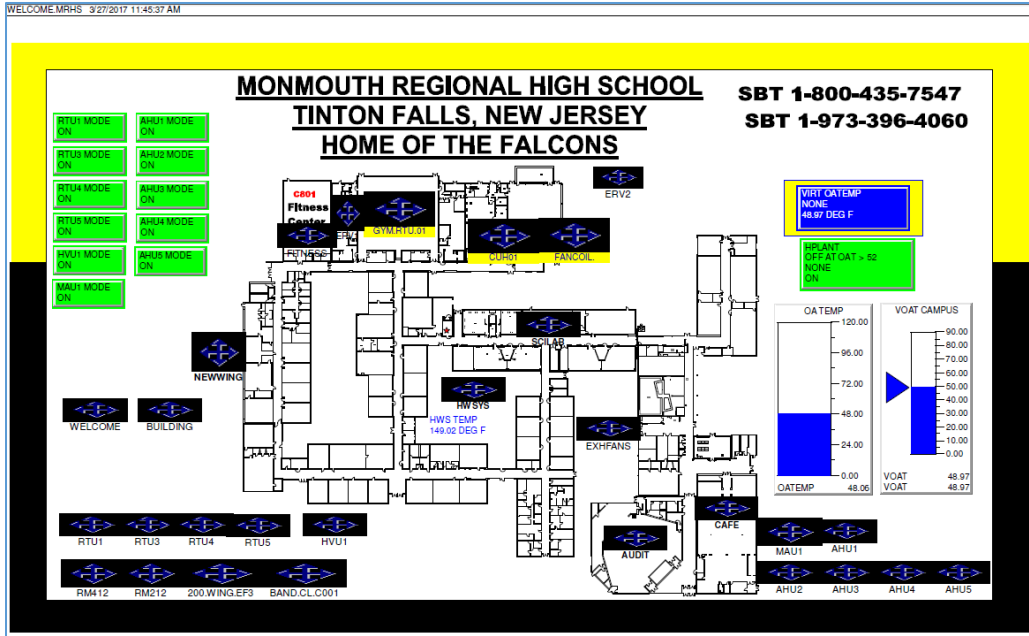 WELCOME.MRHS 3/27/2017 11:45:37 AM
MONMOUTH REGIONAL HIGH SCHOOL
TINTON FALLS, NEW JERSEY
HOME OF THE FALCONS
SBT 1-800-435-7547
SBT 1-973-396-4060
RTU1 MODE
ON
AHU1 MODE
ON
RTU3 MODE
ON
AHU2 MODE
ON
RTU4 MODE
ON
AHU3 MODE
ON
RTU5 MODE
ON
AHU4 MODE
ON
HVU1 MODE
ON
AHU5 MODE
ON
MAU1 MODE
ON
C801
Fitness
Center
FITNESS
GYM.RTU.01
CUH01
FANCOIL.
ERV2
VIRT OATEMP
NONE
48.97 DEG F
HPLANT
OFF AT OAT > 52
NONE
ON
OA TEMP
120.00
96.00
72.00
48.00
24.00
0.00
OATEMP 48.06
VOAT CAMPUS
90.00
80.00
70.00
60.00
50.00
40.00
30.00
20.00
10.00
0.00
VOAT 48.97
VOAT 48.97
SCILAB
NEWWING
HWSYS
HWS TEMP
149.02 DEG F
WELCOME
BUILDING
EXHFANS
CAFE
AUDIT
RTU1
RTU3
RTU4
RTU5
HVU1
MAU1
AHU1
RM412
RM212
200.WING.EF3
BAND.CL.C001
AHU2
AHU3
AHU4
AHU5